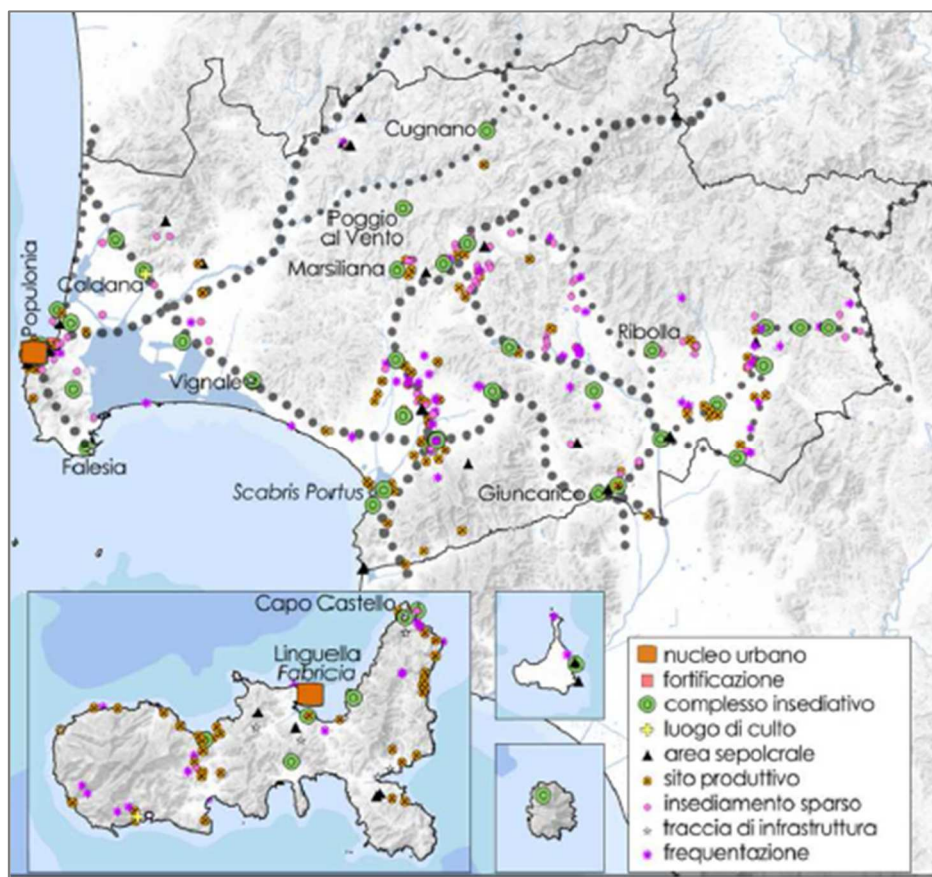 Cugnano
Poggio
al Vento
Populonia
Caldana
Marsiliana
Ribolla
Vignale
Falesia
Scabris Portus
Giuncarico
Capo Castello
Linguella
Fabricia
nucleo urbano
fortificazione
complesso insediativo
luogo di culto
area sepolcrale
sito produttivo
insediamento sparso
traccia di infrastruttura
frequentazione